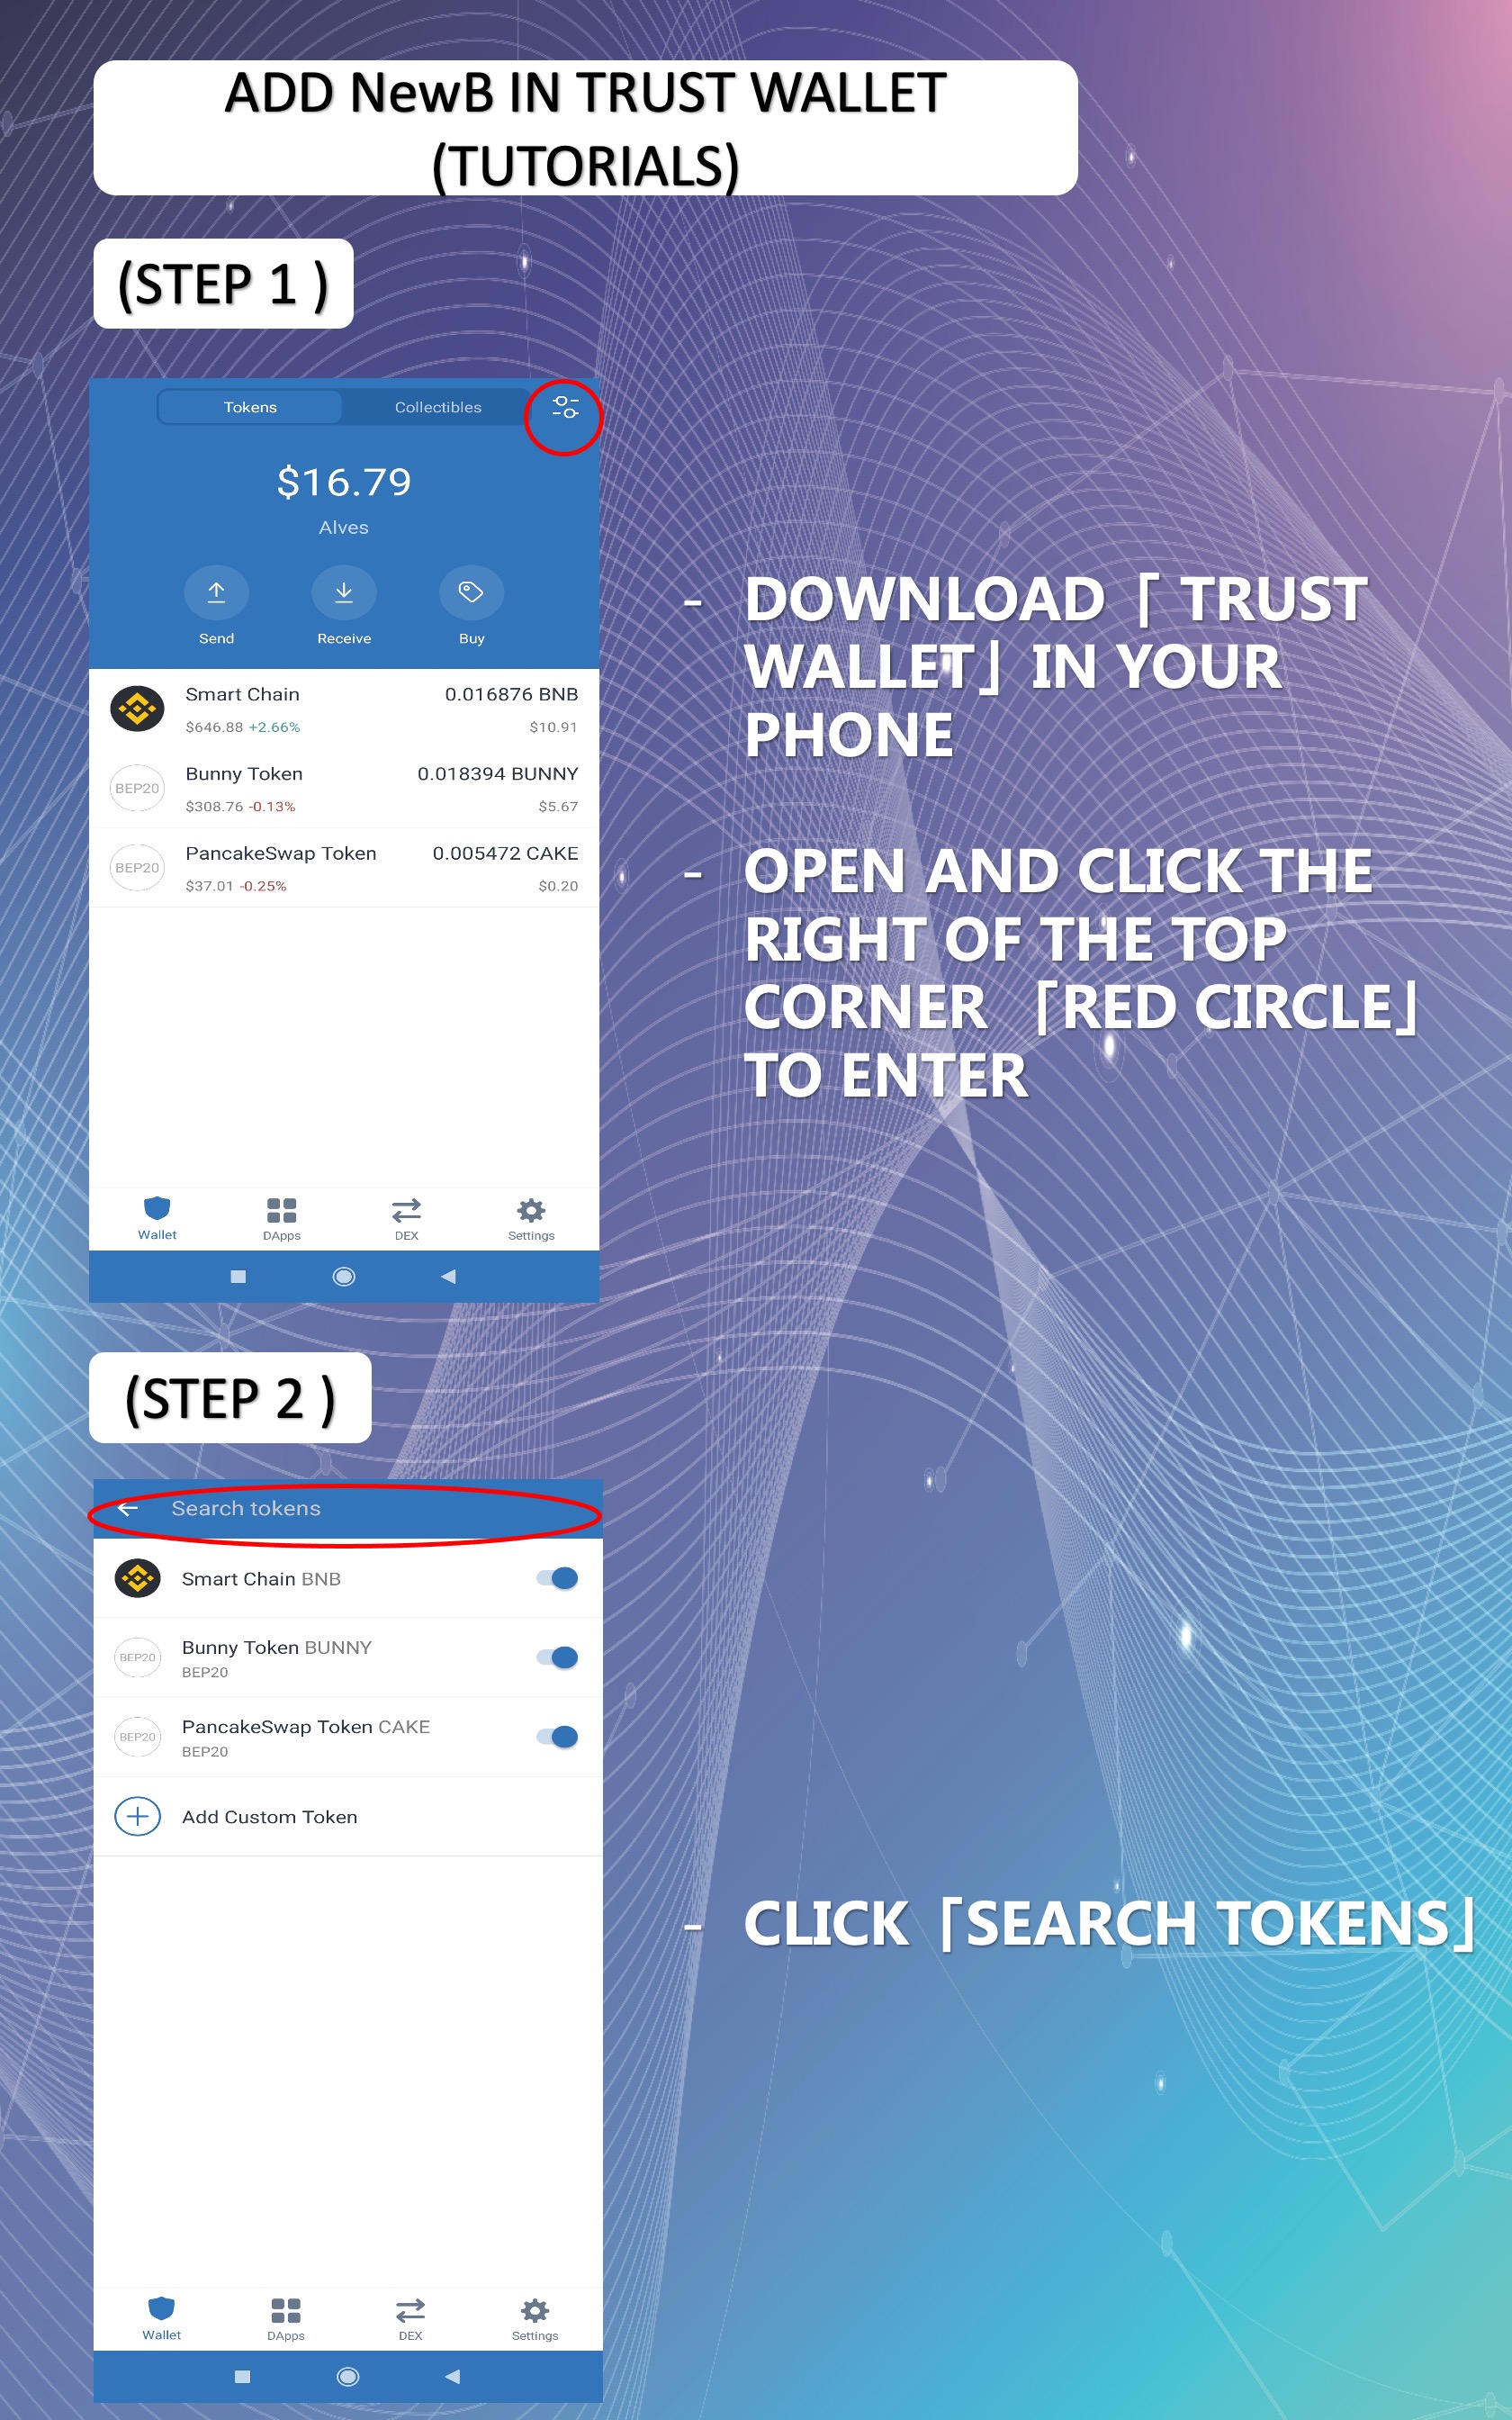 ADD NewB IN TRUST WALLET
(TUTORIALS)
(STEP 1 )
Tokens Collectibles
$16.79
Alves
Send Receive Buy
Smart Chain 0.016876 BNB
$646.88 +2.66% $10.91
BEP20
Bunny Token 0.018394 BUNNY
$308.76 -0.13% $5.67
BEP20
PancakeSwap Token 0.005472 CAKE
$37.01 -0.25% $0.20
Wallet DApps DEX Settings
- DOWNLOAD「 TRUST
WALLET」IN YOUR
PHONE
- OPEN AND CLICK THE
RIGHT OF THE TOP
CORNER 「RED CIRCLE」
TO ENTER
(STEP 2 )
Search tokens
Smart Chain BNB
BEP20
Bunny Token BUNNY
BEP20
BEP20
PancakeSwap Token CAKE
BEP20
Add Custom Token
Wallet DApps DEX Settings
- CLICK「SEARCH TOKENS」